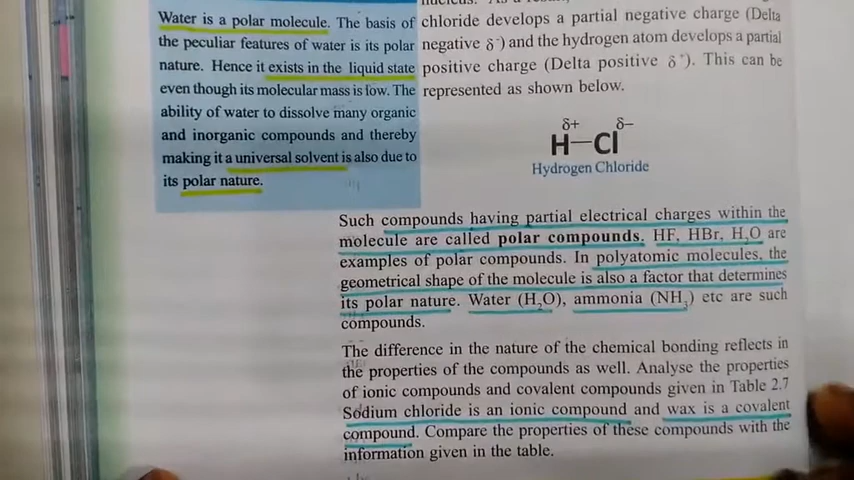 Water is a polar molecule. The basis of
the peculiar features of water is its polar
nature. Hence it exists in the liquid state
even though its molecular mass is low. The
ability of water to dissolve many organic
and inorganic compounds and thereby
making it a universal solvent is also due to
its polar nature.
chloride develops a partial negative charge (Delta
negative δ⁻) and the hydrogen atom develops a partial
positive charge (Delta positive δ⁺). This can be
represented as shown below.
δ+ δ−
H—Cl
Hydrogen Chloride
Such compounds having partial electrical charges within the
molecule are called polar compounds. HF, HBr, H₂O are
examples of polar compounds. In polyatomic molecules, the
geometrical shape of the molecule is also a factor that determines
its polar nature. Water (H₂O), ammonia (NH₃) etc are such
compounds.
The difference in the nature of the chemical bonding reflects in
the properties of the compounds as well. Analyse the properties
of ionic compounds and covalent compounds given in Table 2.7
Sodium chloride is an ionic compound and wax is a covalent
compound. Compare the properties of these compounds with the
information given in the table.